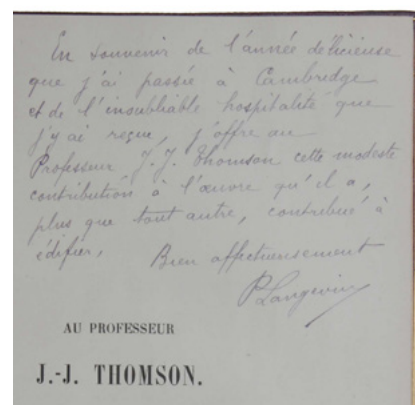 En souvenir de l'année délicieuse
que j'ai passée à Cambridge
et de l'inoubliable hospitalité que
j'y ai reçue, j'offre au
Professeur J. J. Thomson cette modeste
contribution à l'œuvre qu'il a,
plus que tout autre, contribué à
édifier,
Bien affectueusement
P. Langevin
AU PROFESSEUR
J.-J. THOMSON.